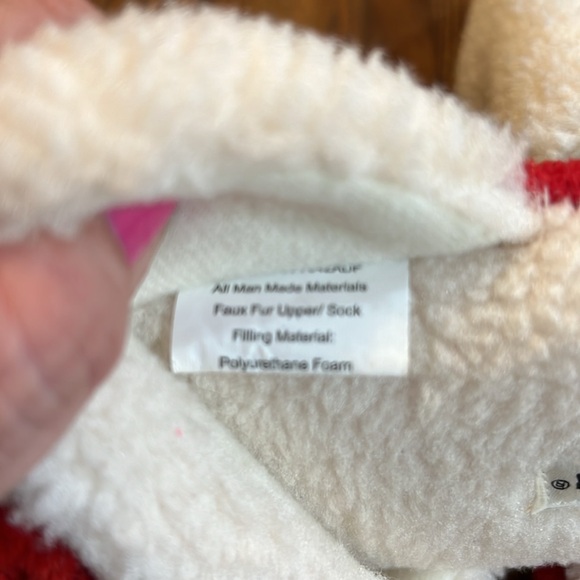 All Man Made Materials
Faux Fur Upper/ Sock
Filling Material:
Polyurethane Foam
®